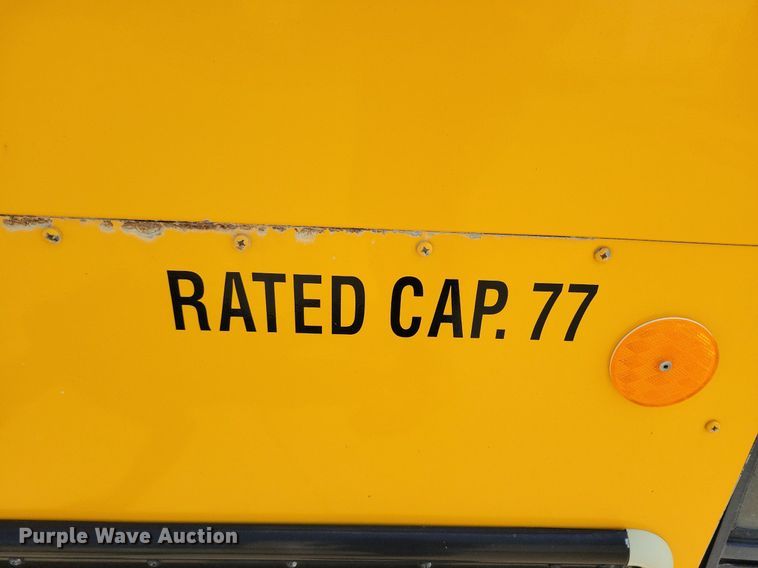 RATED CAP. 77
Purple Wave Auction